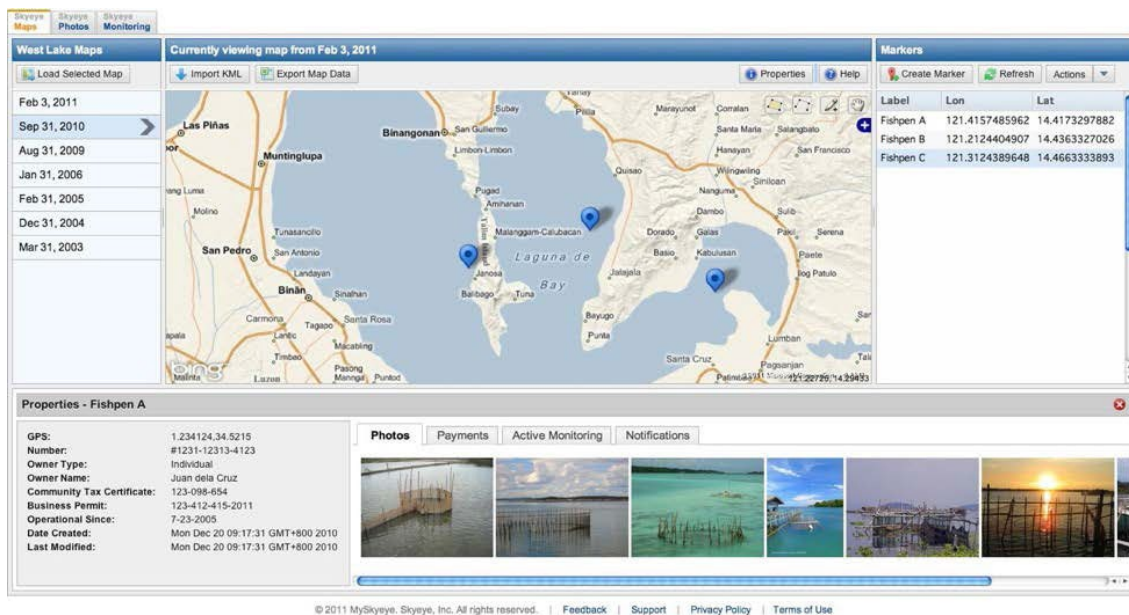 Skyeye Maps
Skyeye Photos
Skyeye Monitoring
West Lake Maps
Load Selected Map
Feb 3, 2011
Sep 31, 2010
Aug 31, 2009
Jan 31, 2006
Feb 31, 2005
Dec 31, 2004
Mar 31, 2003
Currently viewing map from Feb 3, 2011
Import KML
Export Map Data
Properties
Help
Las Piñas
Muntinglupa
Binangonan
Subay
San Guillermo
Limbon-Limbon
Pililla
Marayunot
Corralan
Santa Maria
Salangbato
Hanayan
San Francisco
Quisao
Wiingwiling
Siniloan
Nanguma
Pugad
Amihanan
Talim Island
Malanggam-Calubacan
Dambo
Sulib
Dorado
Galas
Pakil
Serena
Molino
Tunasancillo
San Pedro
San Antonio
Laguna de
Bay
Basio
Kabulusan
Paete
Janosa
Jalajala
Landayan
Biñan
Sinalhan
Balibago
Tuna
Carmona
Tagapo
Santa Rosa
Bayugo
Punta
Lumban
Macabling
Timbao
Pasong
Puntod
Santa Cruz
Pagsanjan
bing
121.22726, 14.29433
Markers
Create Marker
Refresh
Actions
Label Lon Lat
Fishpen A 121.4157485962 14.4173297882
Fishpen B 121.2124404907 14.4363327026
Fishpen C 121.3124389648 14.4663333893
Properties - Fishpen A
GPS: 1.234124,34.5215
Number: #1231-12313-4123
Owner Type: Individual
Owner Name: Juan dela Cruz
Community Tax Certificate: 123-098-654
Business Permit: 123-412-415-2011
Operational Since: 7-23-2005
Date Created: Mon Dec 20 09:17:31 GMT+800 2010
Last Modified: Mon Dec 20 09:17:31 GMT+800 2010
Photos
Payments
Active Monitoring
Notifications
© 2011 MySkyeye. Skyeye, Inc. All rights reserved. | Feedback | Support | Privacy Policy | Terms of Use